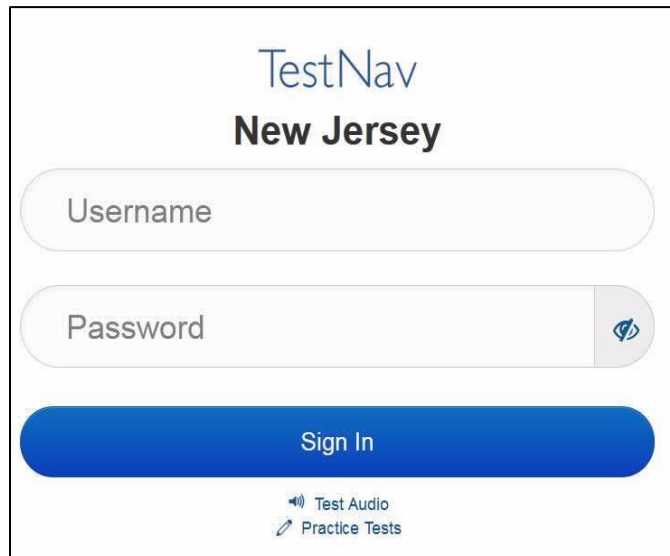 TestNav
New Jersey
Username
Password
Sign In
Test Audio
Practice Tests